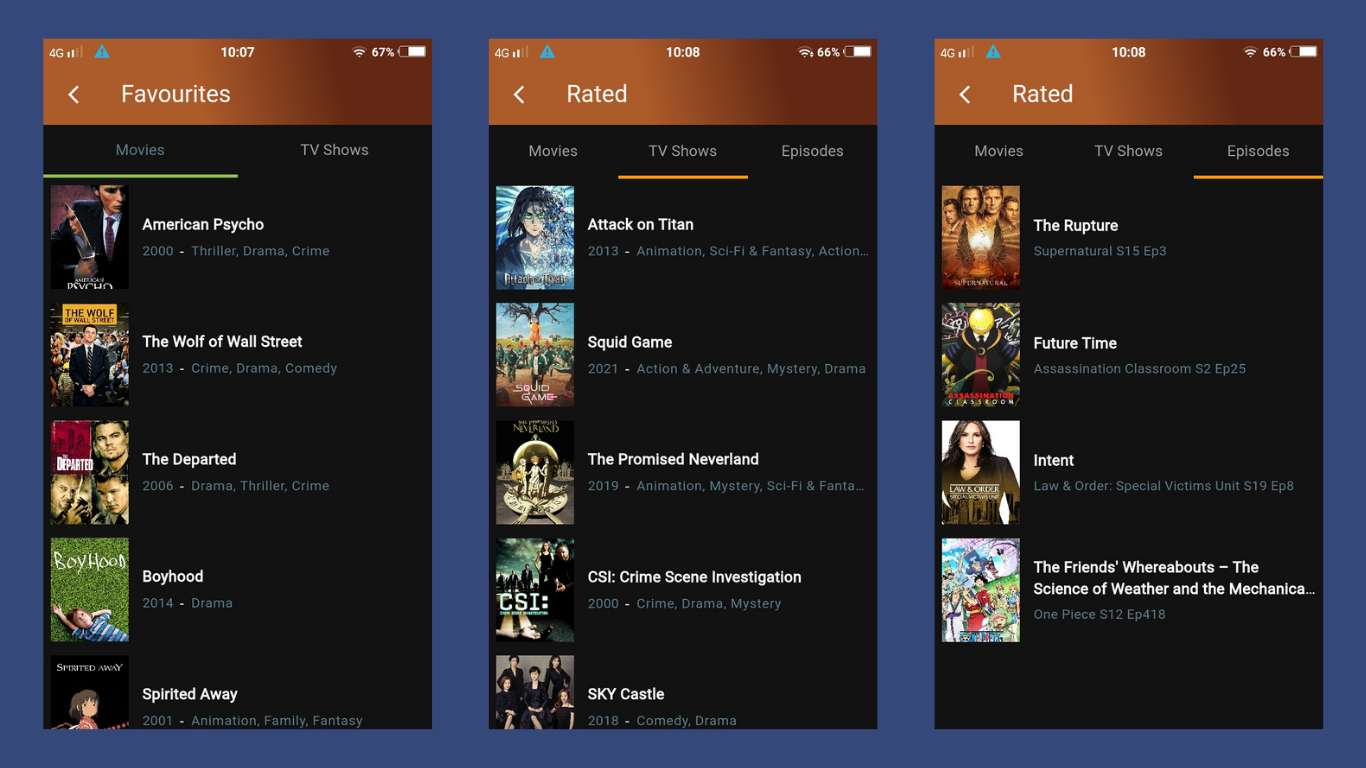 4G 10:07 67%
Favourites
Movies TV Shows
AMERICAN
PSYCHO
American Psycho
2000 - Thriller, Drama, Crime
THE WOLF
OF WALL STREET
The Wolf of Wall Street
2013 - Crime, Drama, Comedy
THE DEPARTED
The Departed
2006 - Drama, Thriller, Crime
BOYHOOD
Boyhood
2014 - Drama
SPIRITED AWAY
Spirited Away
2001 - Animation, Family, Fantasy
4G 10:08 66%
Rated
Movies TV Shows Episodes
Attack on Titan
Attack on Titan
2013 - Animation, Sci-Fi & Fantasy, Action...
SQUID
GAME
Squid Game
2021 - Action & Adventure, Mystery, Drama
THE PROMISED
NEVERLAND
The Promised Neverland
2019 - Animation, Mystery, Sci-Fi & Fanta...
CSI:
CRIME SCENE INVESTIGATION
CSI: Crime Scene Investigation
2000 - Crime, Drama, Mystery
SKY Castle
2018 - Comedy, Drama
4G 10:08 66%
Rated
Movies TV Shows Episodes
SUPERNATURAL
The Rupture
Supernatural S15 Ep3
ASSASSINATION
CLASSROOM
Future Time
Assassination Classroom S2 Ep25
LAW & ORDER
SPECIAL VICTIMS UNIT
Intent
Law & Order: Special Victims Unit S19 Ep8
ONE PIECE
The Friends' Whereabouts – The
Science of Weather and the Mechanica...
One Piece S12 Ep418